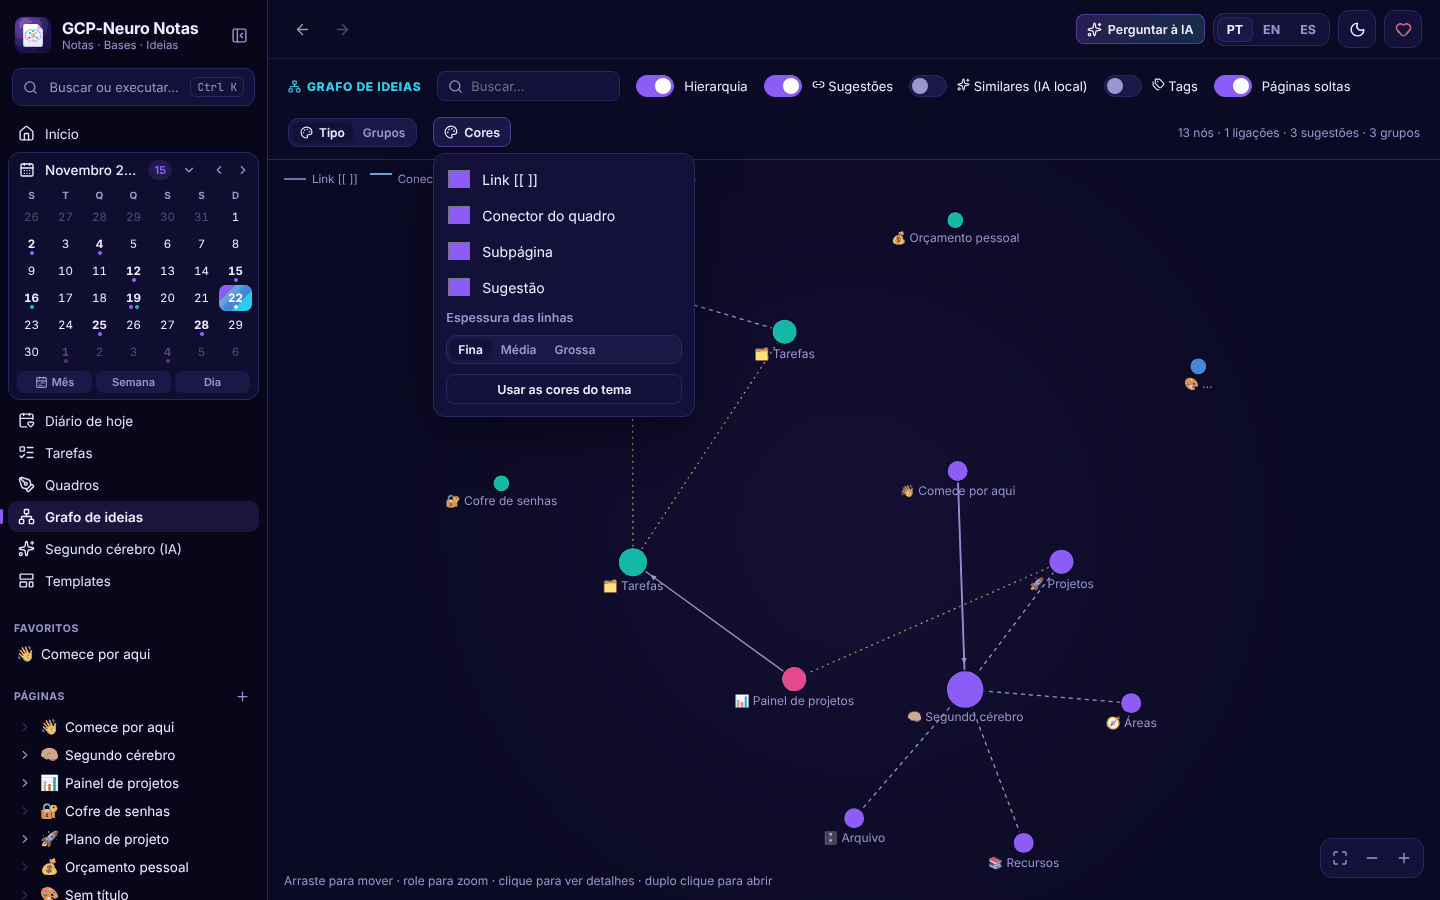 GCP-Neuro Notas
Notas · Bases · Ideias
Buscar ou executar...
Ctrl K
Início
Novembro 2...
15
S T Q Q S S D
26 27 28 29 30 31 1
2 3 4 5 6 7 8
9 10 11 12 13 14 15
16 17 18 19 20 21 22
23 24 25 26 27 28 29
30 1 2 3 4 5 6
Mês Semana Dia
Diário de hoje
Tarefas
Quadros
Grafo de ideias
Segundo cérebro (IA)
Templates
FAVORITOS
Comece por aqui
PÁGINAS
Comece por aqui
Segundo cérebro
Painel de projetos
Cofre de senhas
Plano de projeto
Orçamento pessoal
Sem título
Perguntar à IA
PT EN ES
GRAFO DE IDEIAS
Buscar...
Hierarquia
Sugestões
Similares (IA local)
Tags
Páginas soltas
Tipo Grupos
Cores
13 nós · 1 ligações · 3 sugestões · 3 grupos
Link [[ ]]
Conec
Link [[ ]]
Conector do quadro
Subpágina
Sugestão
Espessura das linhas
Fina Média Grossa
Usar as cores do tema
Orçamento pessoal
Tarefas
...
Comece por aqui
Cofre de senhas
Tarefas
Projetos
Painel de projetos
Segundo cérebro
Áreas
Arquivo
Recursos
Arraste para mover · role para zoom · clique para ver detalhes · duplo clique para abrir